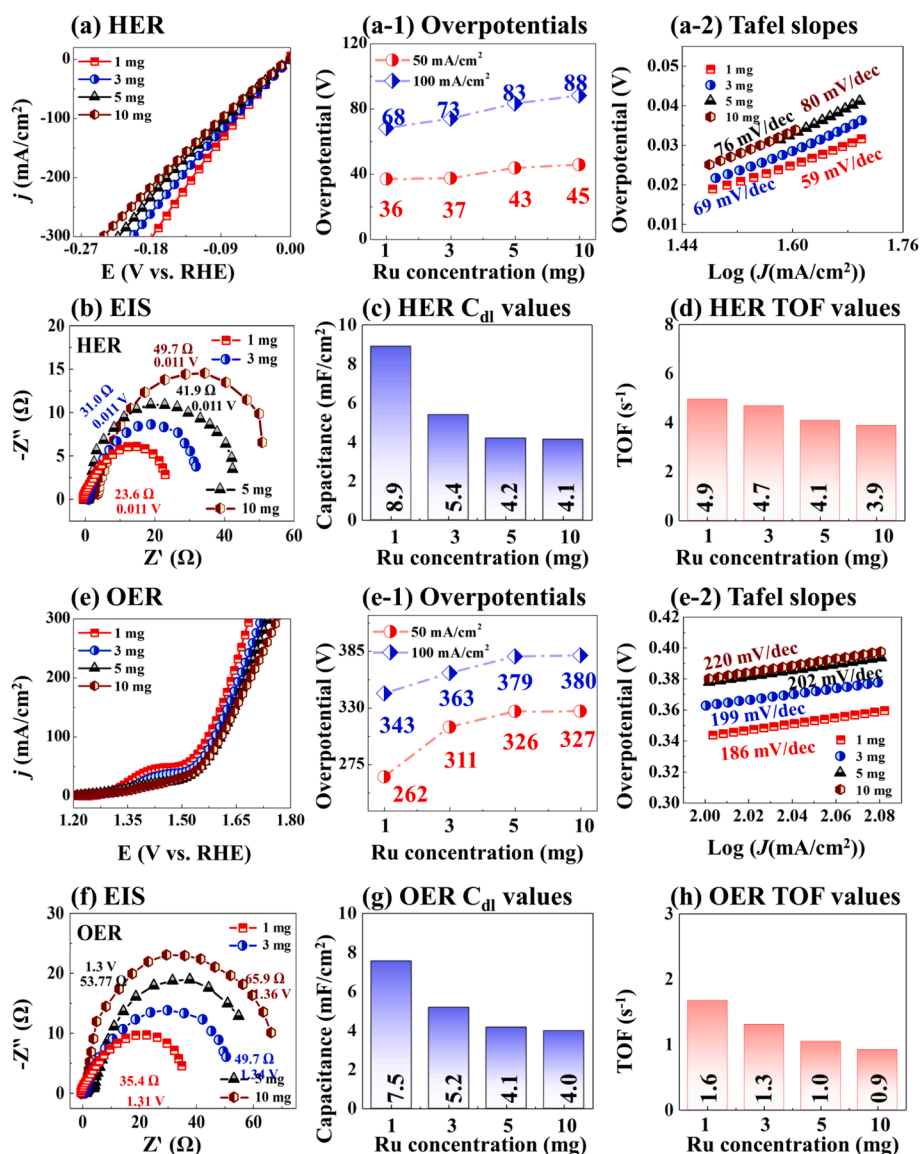 (a) HER
(a-1) Overpotentials
(a-2) Tafel slopes
0
-100
-200
-300
j (mA/cm²)
1 mg
3 mg
5 mg
10 mg
-0.27
-0.18
-0.09
0.00
E (V vs. RHE)
120
80
40
0
Overpotential (V)
50 mA/cm²
100 mA/cm²
68
73
83
88
36
37
43
45
1
3
5
10
Ru concentration (mg)
0.05
0.04
0.03
0.02
0.01
Overpotential (V)
1 mg
3 mg
5 mg
10 mg
80 mV/dec
76 mV/dec
69 mV/dec
59 mV/dec
1.44
1.60
1.76
Log (J(mA/cm²))
(b) EIS
(c) HER Cdl values
(d) HER TOF values
HER
20
15
10
5
0
-Z'' (Ω)
1 mg
3 mg
49.7 Ω
0.011 V
31.0 Ω
0.011 V
41.9 Ω
0.011 V
23.6 Ω
0.011 V
5 mg
10 mg
0
20
40
60
Z' (Ω)
10
8
6
4
2
0
Capacitance (mF/cm²)
8.9
5.4
4.2
4.1
1
3
5
10
Ru concentration (mg)
8
6
4
2
0
TOF (s⁻¹)
4.9
4.7
4.1
3.9
1
3
5
10
Ru concentration (mg)
(e) OER
(e-1) Overpotentials
(e-2) Tafel slopes
300
200
100
50
0
j (mA/cm²)
1 mg
3 mg
5 mg
10 mg
1.20
1.35
1.50
1.65
1.80
E (V vs. RHE)
385
330
275
Overpotential (V)
50 mA/cm²
100 mA/cm²
343
363
379
380
262
311
326
327
1
3
5
10
Ru concentration (mg)
0.42
0.39
0.36
0.33
0.30
Overpotential (V)
220 mV/dec
202 mV/dec
199 mV/dec
186 mV/dec
1 mg
3 mg
5 mg
10 mg
2.00
2.02
2.04
2.06
2.08
Log (J(mA/cm²))
(f) EIS
(g) OER Cdl values
(h) OER TOF values
OER
30
20
10
0
-Z'' (Ω)
1 mg
3 mg
1.3 V
53.77 Ω
65.9 Ω
1.36 V
49.7 Ω
1.34 V
35.4 Ω
1.31 V
5 mg
10 mg
0
20
40
60
80
Z' (Ω)
10
8
6
4
2
0
Capacitance (mF/cm²)
7.5
5.2
4.1
4.0
1
3
5
10
Ru concentration (mg)
3
2
1
0
TOF (s⁻¹)
1.6
1.3
1.0
0.9
1
3
5
10
Ru concentration (mg)